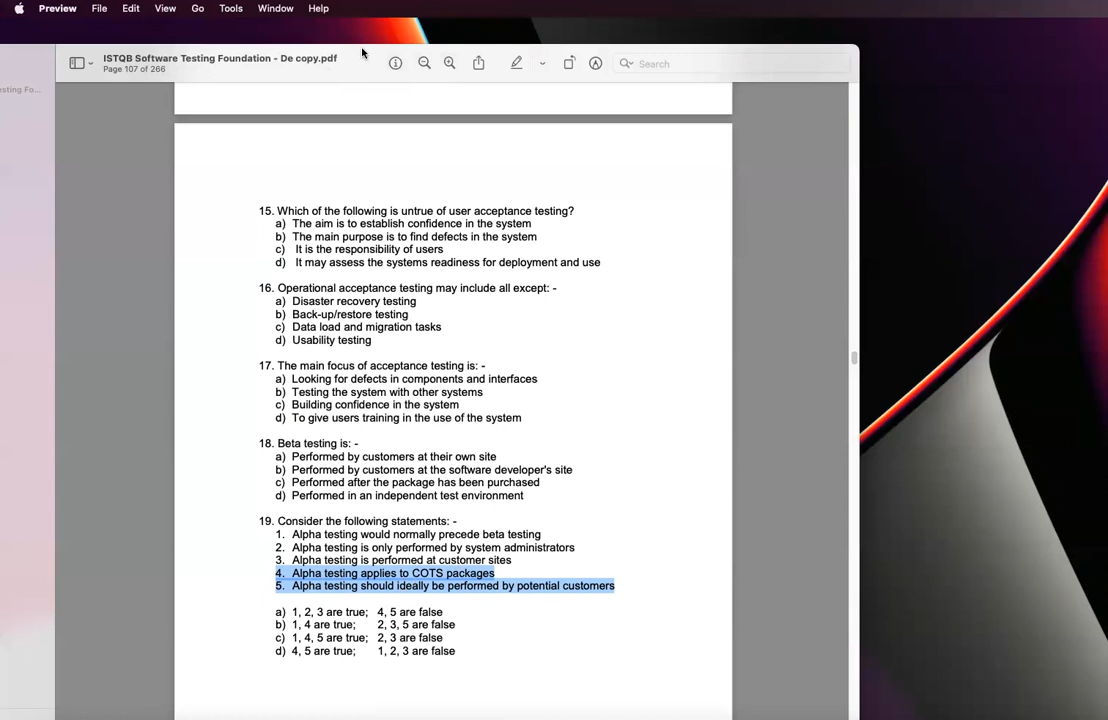 Preview File Edit View Go Tools Window Help
ISTQB Software Testing Foundation - De copy.pdf
Page 107 of 266
Search
esting Fo...
15. Which of the following is untrue of user acceptance testing?
a) The aim is to establish confidence in the system
b) The main purpose is to find defects in the system
c) It is the responsibility of users
d) It may assess the systems readiness for deployment and use
16. Operational acceptance testing may include all except: -
a) Disaster recovery testing
b) Back-up/restore testing
c) Data load and migration tasks
d) Usability testing
17. The main focus of acceptance testing is: -
a) Looking for defects in components and interfaces
b) Testing the system with other systems
c) Building confidence in the system
d) To give users training in the use of the system
18. Beta testing is: -
a) Performed by customers at their own site
b) Performed by customers at the software developer's site
c) Performed after the package has been purchased
d) Performed in an independent test environment
19. Consider the following statements: -
1. Alpha testing would normally precede beta testing
2. Alpha testing is only performed by system administrators
3. Alpha testing is performed at customer sites
4. Alpha testing applies to COTS packages
5. Alpha testing should ideally be performed by potential customers
a) 1, 2, 3 are true; 4, 5 are false
b) 1, 4 are true; 2, 3, 5 are false
c) 1, 4, 5 are true; 2, 3 are false
d) 4, 5 are true; 1, 2, 3 are false